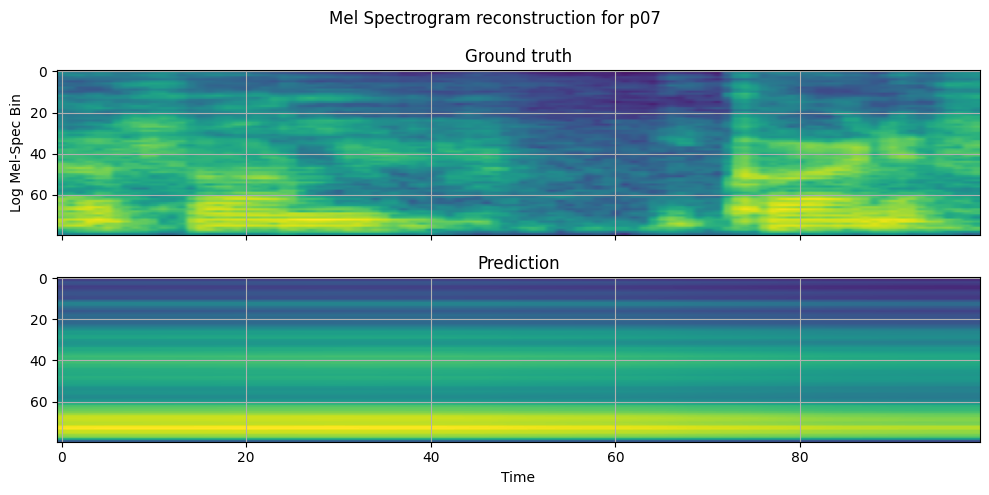 Mel Spectrogram reconstruction for p07
Ground truth
Log Mel-Spec Bin
0
20
40
60
Prediction
0
20
40
60
0 20 40 60 80
Time